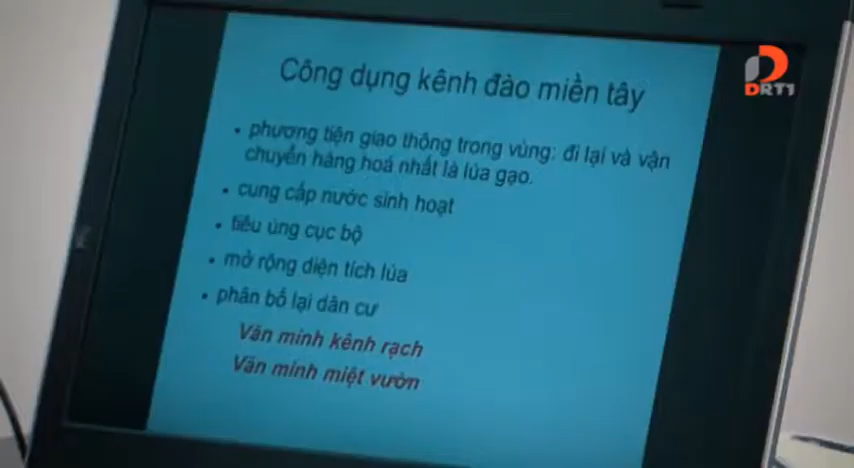 Công dụng kênh đào miền tây
• phương tiện giao thông trong vùng: đi lại và vận
chuyển hàng hoá nhất là lúa gạo.
• cung cấp nước sinh hoạt
• tiêu úng cục bộ
• mở rộng diện tích lúa
• phân bố lại dân cư
Văn minh kênh rạch
Văn minh miệt vườn
DRT1